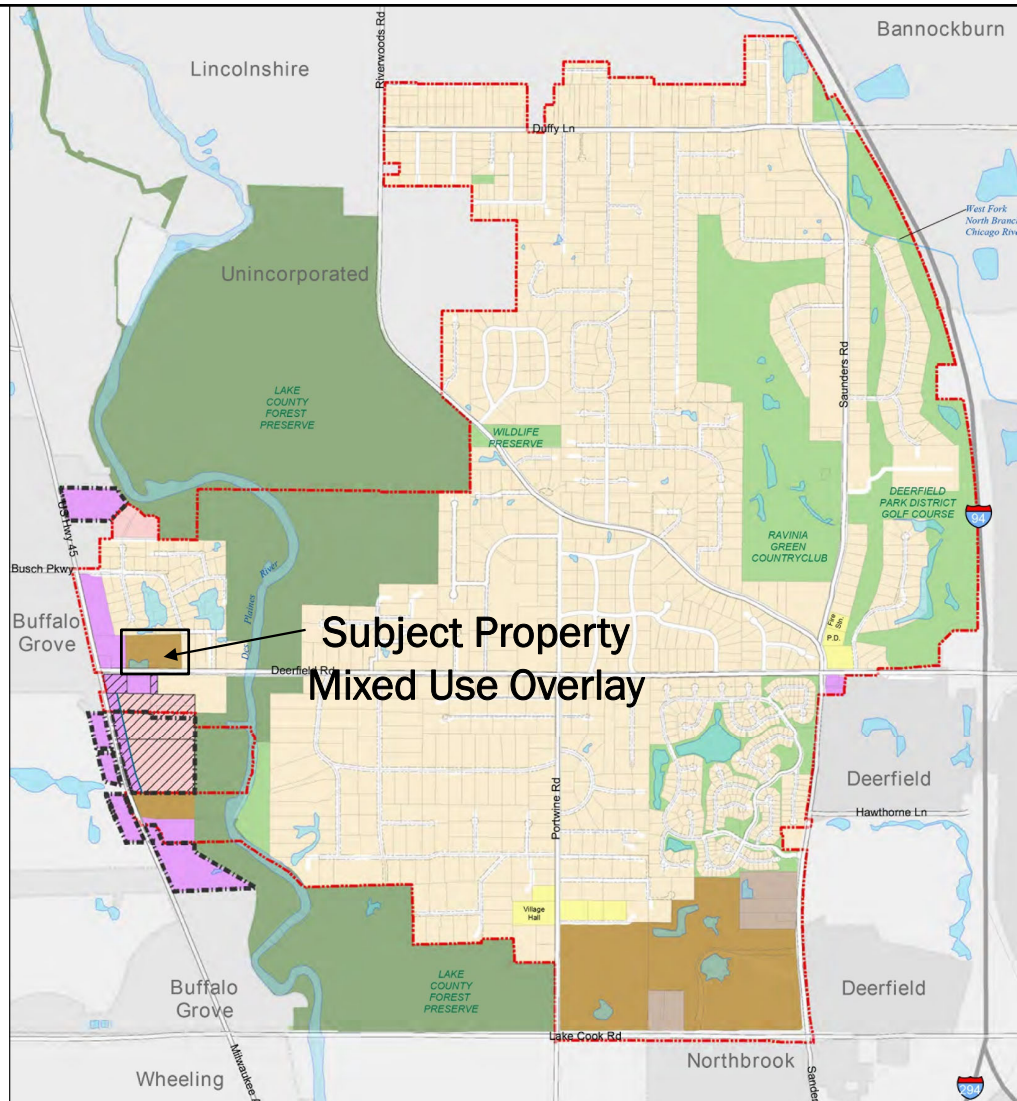 Bannockburn
Lincolnshire
Riverwoods Rd
Duffy Ln
West Fork
North Branch
Unincorporated
Saunders Rd
LAKE
COUNTY
FOREST
PRESERVE
WILDLIFE
PRESERVE
DEERFIELD
PARK DISTRICT
GOLF COURSE
94
US Hwy 45
RAVINIA
GREEN
COUNTRYCLUB
Busch Pkwy
Des Plaines River
Buffalo
Grove
Fire Stn.
P.D.
Subject Property
Deerfield Rd
Mixed Use Overlay
Deerfield
Hawthorne Ln
Portwine Rd
Village
Hall
Buffalo
Grove
LAKE
COUNTY
FOREST
PRESERVE
Deerfield
Lake Cook Rd
Northbrook
Wheeling
294